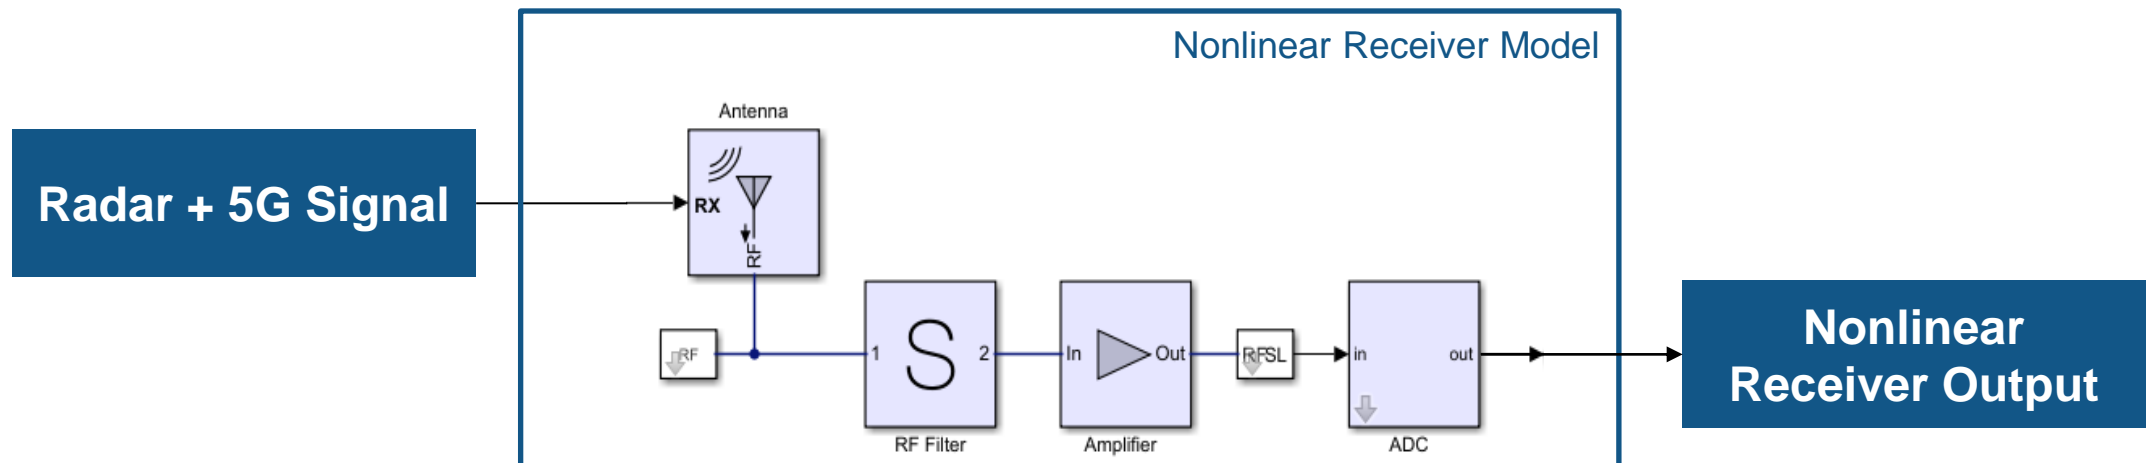 Nonlinear Receiver Model
Antenna
Radar + 5G Signal
RX
RF
RF
1
2
In
Out
RFSL
in
out
RF Filter
Amplifier
ADC
Nonlinear
Receiver Output